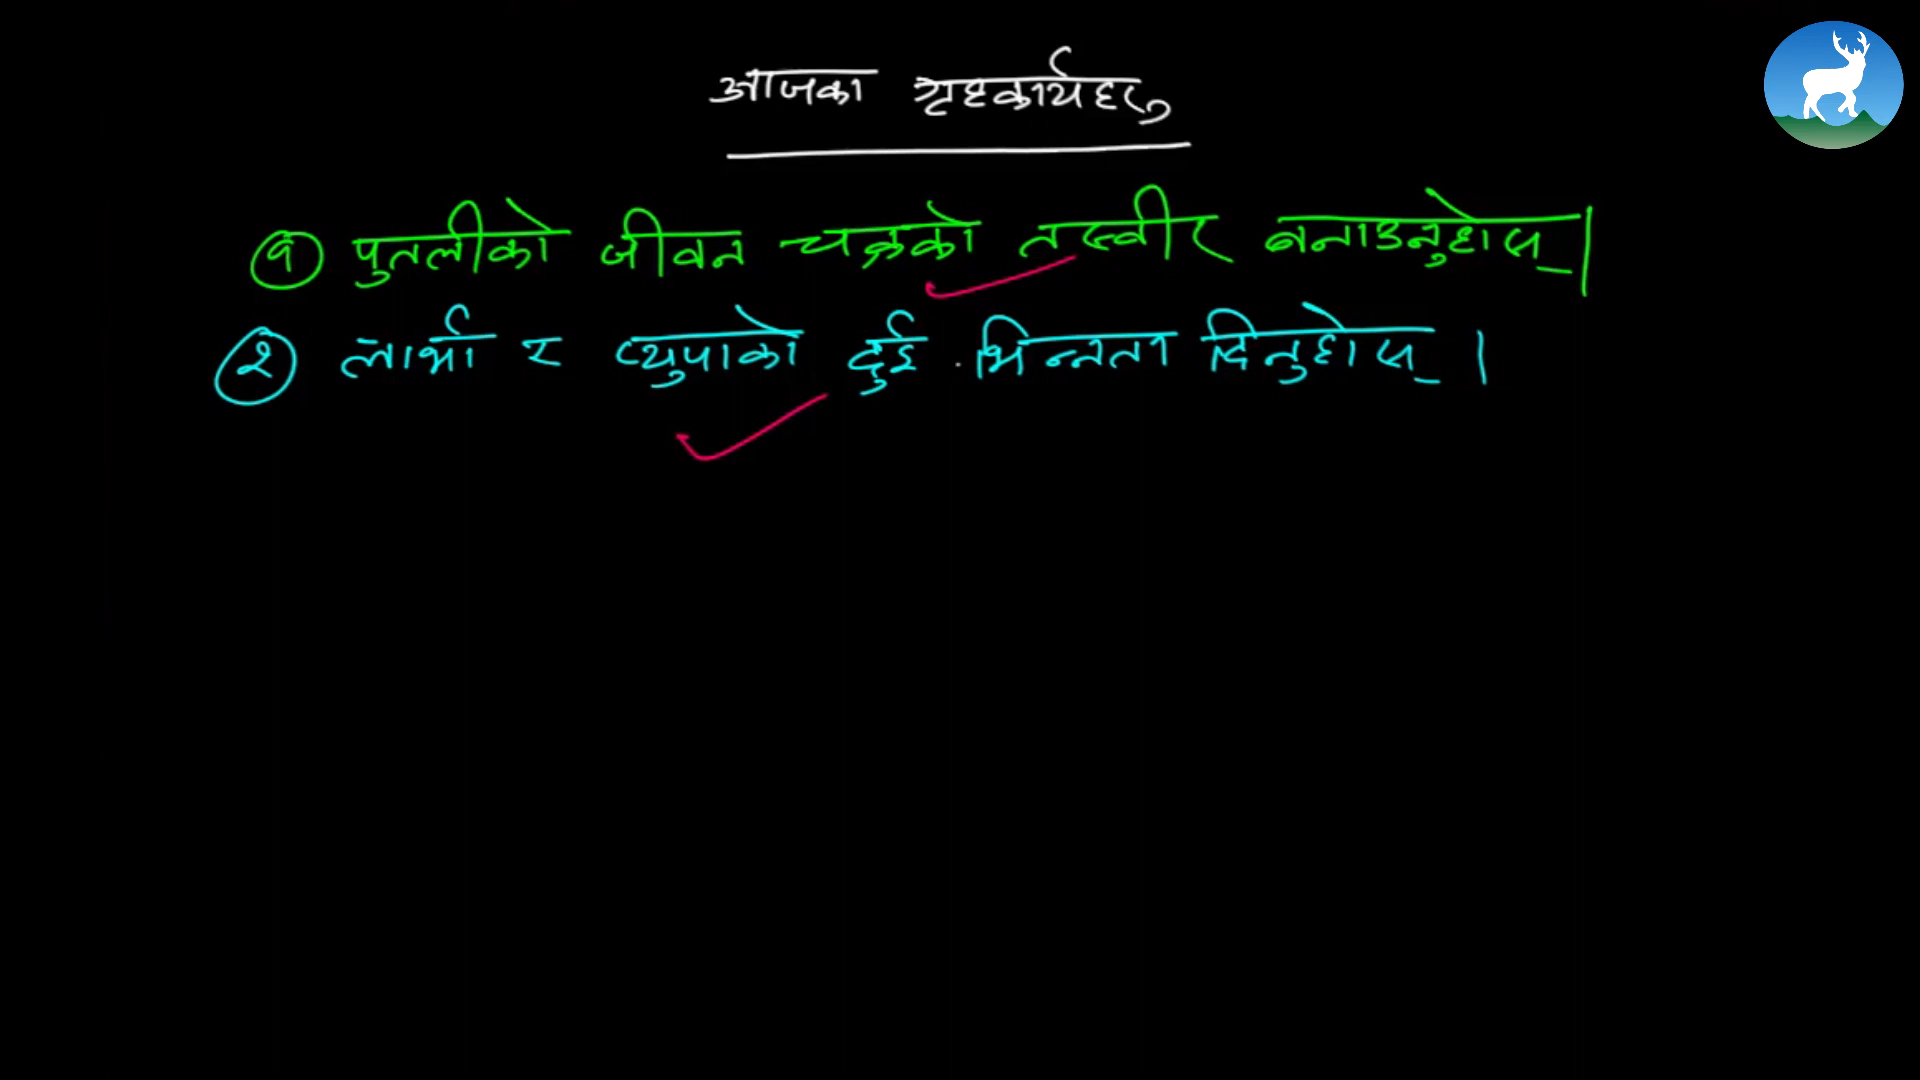 आजका गृहकार्यहरु
१ पुतलीको जीवन चक्रको तस्वीर बनाउनुहोस्।
२ लार्भा र प्युपाको दुई भिन्नता दिनुहोस्।